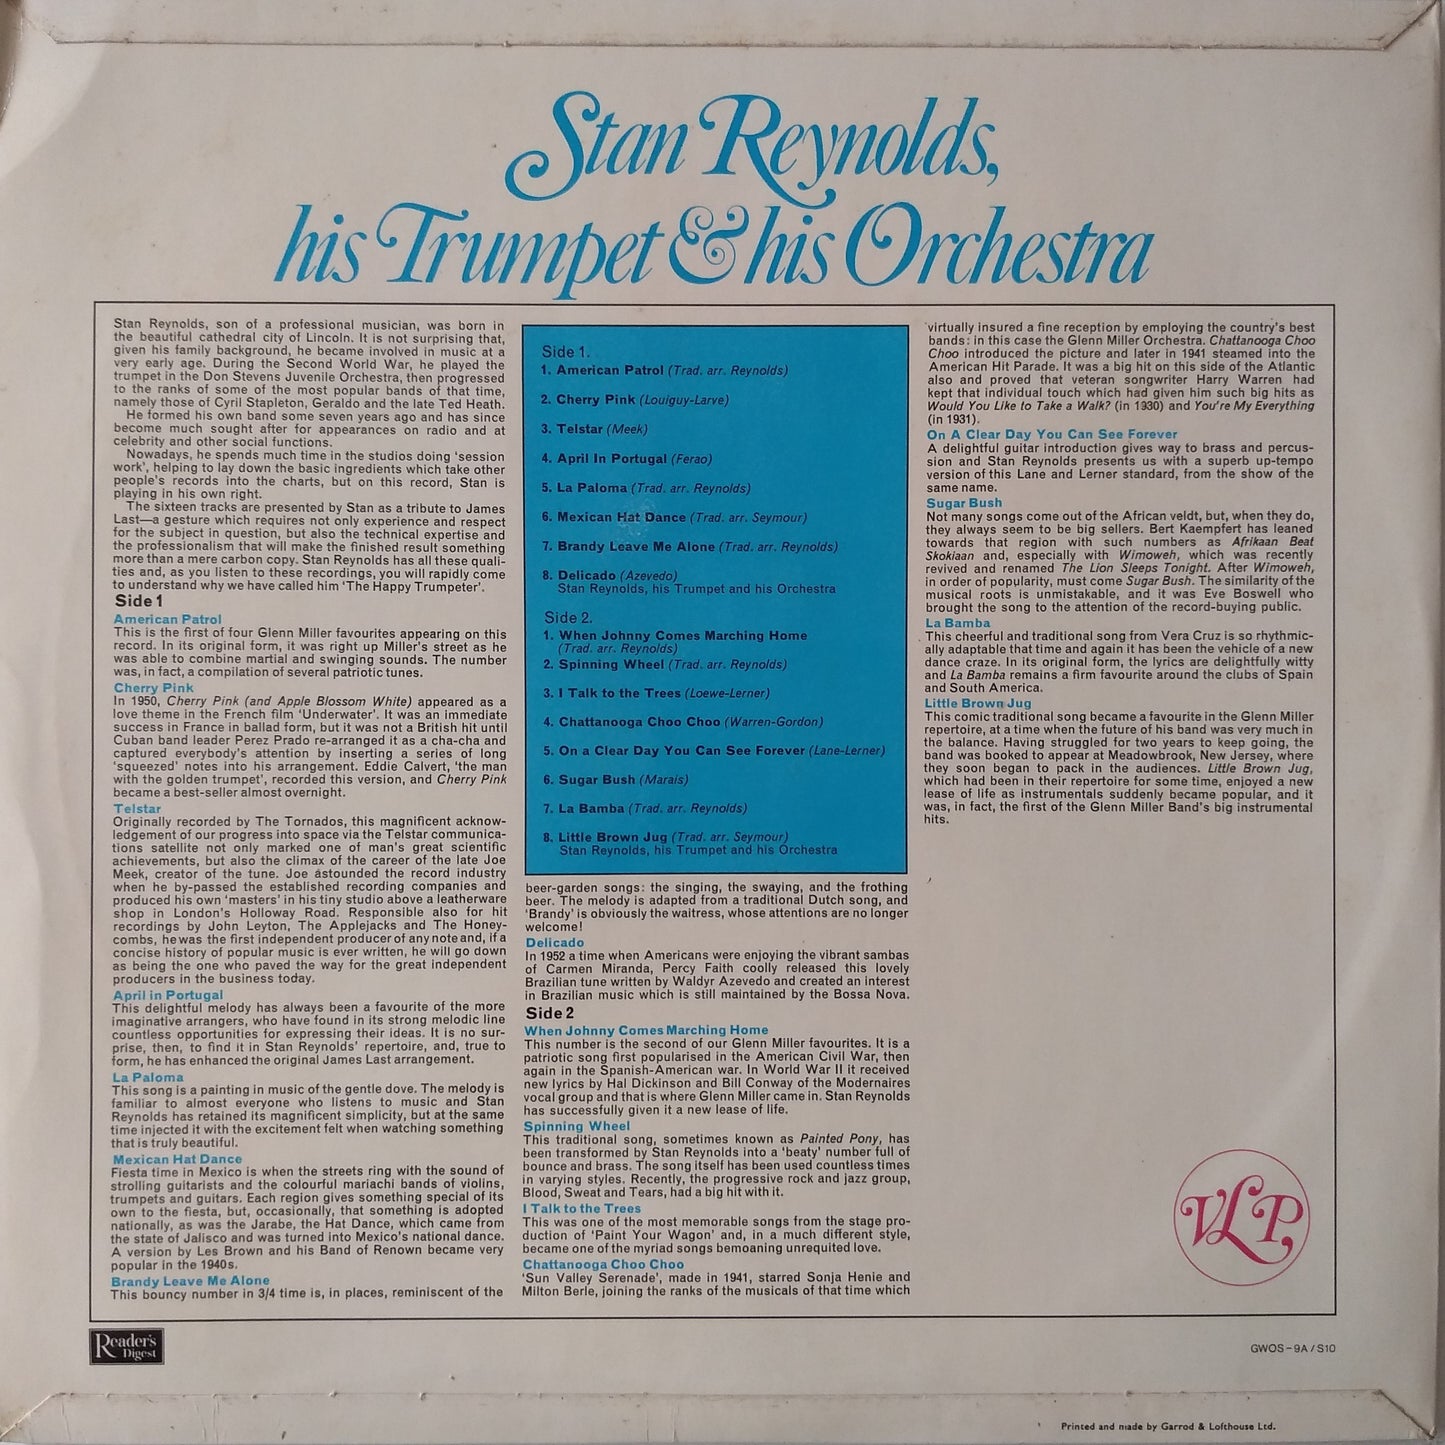 Stan Reynolds,
his Trumpet & his Orchestra
Stan Reynolds, son of a professional musician, was born in
the beautiful cathedral city of Lincoln. It is not surprising that,
given his family background, he became involved in music at a
very early age. During the Second World War, he played the
trumpet in the Don Stevens Juvenile Orchestra, then progressed
to the ranks of some of the most popular bands of that time,
namely those of Cyril Stapleton, Geraldo and the late Ted Heath.
He formed his own band some seven years ago and has since
become much sought after for appearances on radio and at
celebrity and other social functions.
Nowadays, he spends much time in the studios doing 'session
work', helping to lay down the basic ingredients which take other
people's records into the charts, but on this record, Stan is
playing in his own right.
The sixteen tracks are presented by Stan as a tribute to James
Last—a gesture which requires not only experience and respect
for the subject in question, but also the technical expertise and
the professionalism that will make the finished result something
more than a mere carbon copy. Stan Reynolds has all these quali-
ties and, as you listen to these recordings, you will rapidly come
to understand why we have called him 'The Happy Trumpeter'.
Side 1
American Patrol
This is the first of four Glenn Miller favourites appearing on this
record. In its original form, it was right up Miller's street as he
was able to combine martial and swinging sounds. The number
was, in fact, a compilation of several patriotic tunes.
Cherry Pink
In 1950, Cherry Pink (and Apple Blossom White) appeared as a
love theme in the French film 'Underwater'. It was an immediate
success in France in ballad form, but it was not a British hit until
Cuban band leader Perez Prado re-arranged it as a cha-cha and
captured everybody's attention by inserting a series of long
'squeezed' notes into his arrangement. Eddie Calvert, 'the man
with the golden trumpet', recorded this version, and Cherry Pink
became a best-seller almost overnight.
Telstar
Originally recorded by The Tornados, this magnificent acknow-
ledgement of our progress into space via the Telstar communica-
tions satellite not only marked one of man's great scientific
achievements, but also the climax of the career of the late Joe
Meek, creator of the tune. Joe astounded the record industry
when he by-passed the established recording companies and
produced his own 'masters' in his tiny studio above a leatherware
shop in London's Holloway Road. Responsible also for hit
recordings by John Leyton, The Applejacks and The Honey-
combs, he was the first independent producer of any note and, if a
concise history of popular music is ever written, he will go down
as being the one who paved the way for the great independent
producers in the business today.
April in Portugal
This delightful melody has always been a favourite of the more
imaginative arrangers, who have found in its strong melodic line
countless opportunities for expressing their ideas. It is no sur-
prise, then, to find it in Stan Reynolds' repertoire, and, true to
form, he has enhanced the original James Last arrangement.
La Paloma
This song is a painting in music of the gentle dove. The melody is
familiar to almost everyone who listens to music and Stan
Reynolds has retained its magnificent simplicity, but at the same
time injected it with the excitement felt when watching something
that is truly beautiful.
Mexican Hat Dance
Fiesta time in Mexico is when the streets ring with the sound of
strolling guitarists and the colourful mariachi bands of violins,
trumpets and guitars. Each region gives something special of its
own to the fiesta, but, occasionally, that something is adopted
nationally, as was the Jarabe, the Hat Dance, which came from
the state of Jalisco and was turned into Mexico's national dance.
A version by Les Brown and his Band of Renown became very
popular in the 1940s.
Brandy Leave Me Alone
This bouncy number in 3/4 time is, in places, reminiscent of the
Side 1.
1. American Patrol (Trad. arr. Reynolds)
2. Cherry Pink (Louiguy-Larve)
3. Telstar (Meek)
4. April In Portugal (Ferao)
5. La Paloma (Trad. arr. Reynolds)
6. Mexican Hat Dance (Trad. arr. Seymour)
7. Brandy Leave Me Alone (Trad. arr. Reynolds)
8. Delicado (Azevedo)
Stan Reynolds, his Trumpet and his Orchestra
Side 2.
1. When Johnny Comes Marching Home
(Trad. arr. Reynolds)
2. Spinning Wheel (Trad. arr. Reynolds)
3. I Talk to the Trees (Loewe-Lerner)
4. Chattanooga Choo Choo (Warren-Gordon)
5. On a Clear Day You Can See Forever (Lane-Lerner)
6. Sugar Bush (Marais)
7. La Bamba (Trad. arr. Reynolds)
8. Little Brown Jug (Trad. arr. Seymour)
Stan Reynolds, his Trumpet and his Orchestra
beer-garden songs: the singing, the swaying, and the frothing
beer. The melody is adapted from a traditional Dutch song, and
'Brandy' is obviously the waitress, whose attentions are no longer
welcome!
Delicado
In 1952 a time when Americans were enjoying the vibrant sambas
of Carmen Miranda, Percy Faith coolly released this lovely
Brazilian tune written by Waldyr Azevedo and created an interest
in Brazilian music which is still maintained by the Bossa Nova.
Side 2
When Johnny Comes Marching Home
This number is the second of our Glenn Miller favourites. It is a
patriotic song first popularised in the American Civil War, then
again in the Spanish-American war. In World War II it received
new lyrics by Hal Dickinson and Bill Conway of the Modernaires
vocal group and that is where Glenn Miller came in. Stan Reynolds
has successfully given it a new lease of life.
Spinning Wheel
This traditional song, sometimes known as Painted Pony, has
been transformed by Stan Reynolds into a 'beaty' number full of
bounce and brass. The song itself has been used countless times
in varying styles. Recently, the progressive rock and jazz group,
Blood, Sweat and Tears, had a big hit with it.
I Talk to the Trees
This was one of the most memorable songs from the stage pro-
duction of 'Paint Your Wagon' and, in a much different style,
became one of the myriad songs bemoaning unrequited love.
Chattanooga Choo Choo
'Sun Valley Serenade', made in 1941, starred Sonja Henie and
Milton Berle, joining the ranks of the musicals of that time which
virtually insured a fine reception by employing the country's best
bands: in this case the Glenn Miller Orchestra. Chattanooga Choo
Choo introduced the picture and later in 1941 steamed into the
American Hit Parade. It was a big hit on this side of the Atlantic
also and proved that veteran songwriter Harry Warren had
kept that individual touch which had given him such big hits as
Would You Like to Take a Walk? (in 1930) and You're My Everything
(in 1931).
On A Clear Day You Can See Forever
A delightful guitar introduction gives way to brass and percus-
sion and Stan Reynolds presents us with a superb up-tempo
version of this Lane and Lerner standard, from the show of the
same name.
Sugar Bush
Not many songs come out of the African veldt, but, when they do,
they always seem to be big sellers. Bert Kaempfert has leaned
towards that region with such numbers as Afrikaan Beat
Skokiaan and, especially with Wimoweh, which was recently
revived and renamed The Lion Sleeps Tonight. After Wimoweh,
in order of popularity, must come Sugar Bush. The similarity of the
musical roots is unmistakable, and it was Eve Boswell who
brought the song to the attention of the record-buying public.
La Bamba
This cheerful and traditional song from Vera Cruz is so rhythmic-
ally adaptable that time and again it has been the vehicle of a new
dance craze. In its original form, the lyrics are delightfully witty
and La Bamba remains a firm favourite around the clubs of Spain
and South America.
Little Brown Jug
This comic traditional song became a favourite in the Glenn Miller
repertoire, at a time when the future of his band was very much in
the balance. Having struggled for two years to keep going, the
band was booked to appear at Meadowbrook, New Jersey, where
they soon began to pack in the audiences. Little Brown Jug,
which had been in their repertoire for some time, enjoyed a new
lease of life as instrumentals suddenly became popular, and it
was, in fact, the first of the Glenn Miller Band's big instrumental
hits.
VLP
Reader's
Digest
GWOS-9A/S10
Printed and made by Garrod & Lofthouse Ltd.